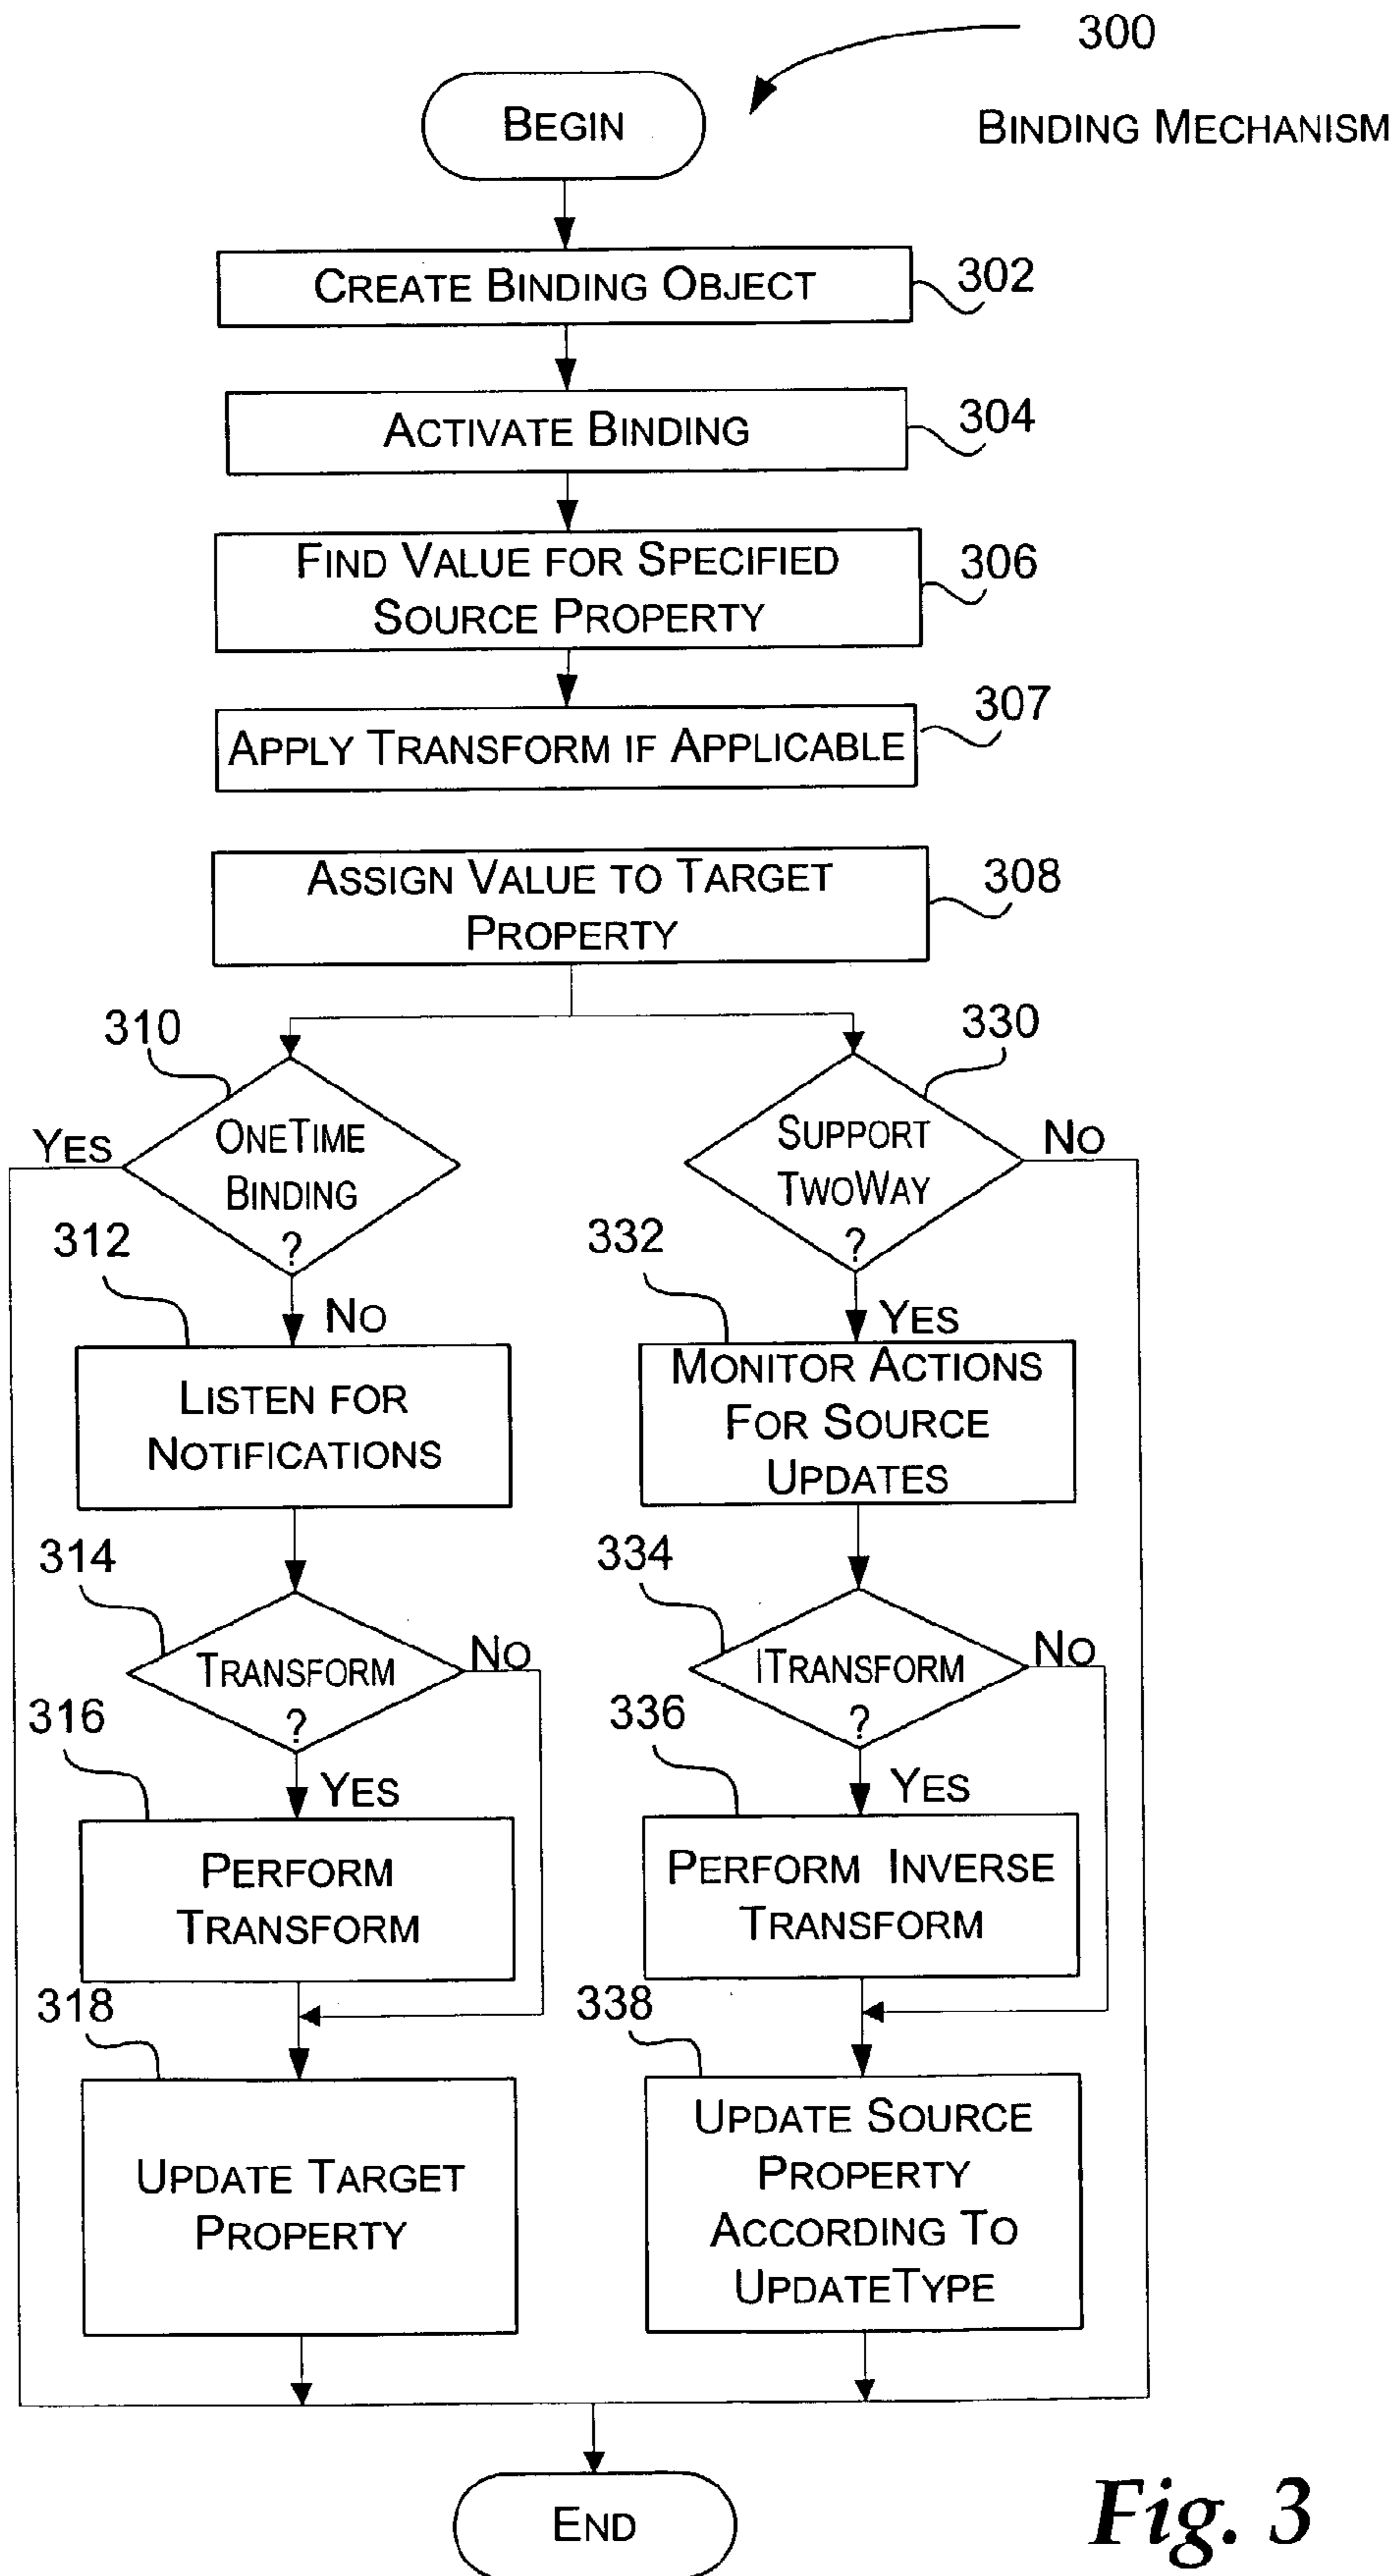 300
BEGIN
BINDING MECHANISM
CREATE BINDING OBJECT
302
ACTIVATE BINDING
304
FIND VALUE FOR SPECIFIED
SOURCE PROPERTY
306
APPLY TRANSFORM IF APPLICABLE
307
ASSIGN VALUE TO TARGET
PROPERTY
308
310
YES
ONETIME
BINDING
?
NO
312
LISTEN FOR
NOTIFICATIONS
314
TRANSFORM
?
NO
YES
316
PERFORM
TRANSFORM
318
UPDATE TARGET
PROPERTY
330
SUPPORT
TWOWAY
?
NO
YES
332
MONITOR ACTIONS
FOR SOURCE
UPDATES
334
ITRANSFORM
?
NO
YES
336
PERFORM INVERSE
TRANSFORM
338
UPDATE SOURCE
PROPERTY
ACCORDING TO
UPDATETYPE
END
Fig. 3